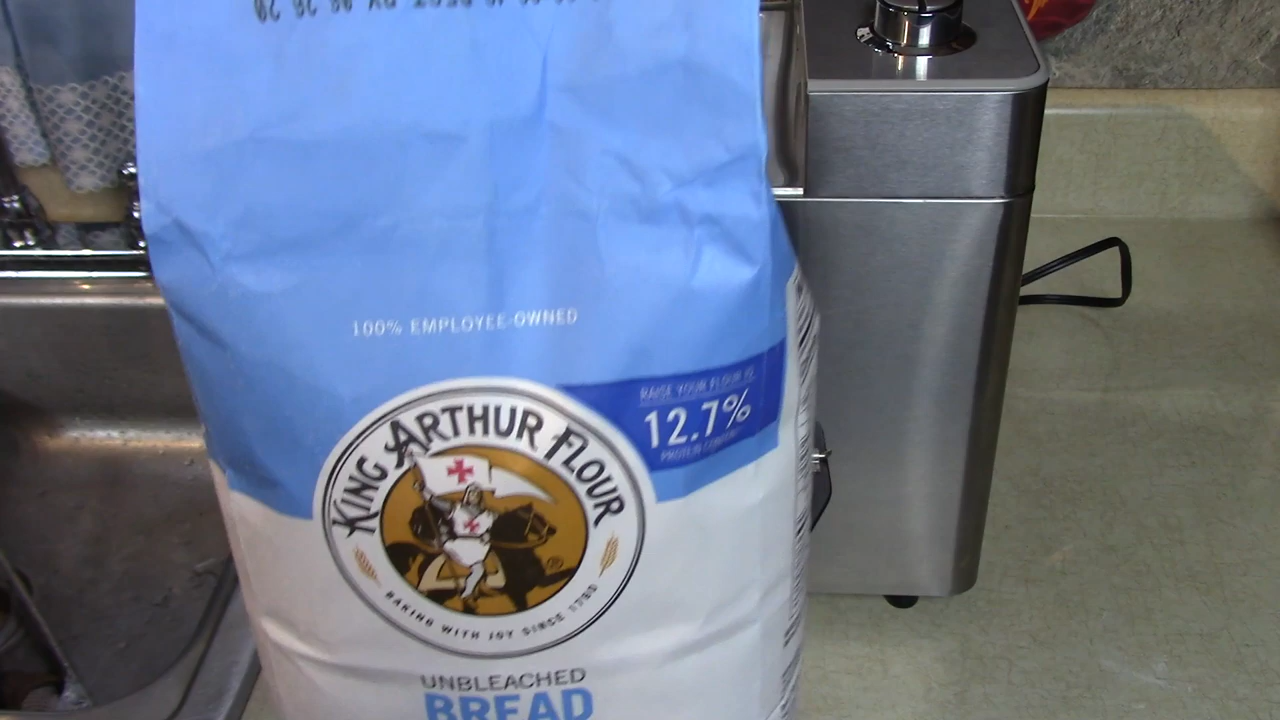 100% EMPLOYEE-OWNED
RAISE YOUR FLOUR IQ
12.7%
PROTEIN CONTENT
KING ARTHUR FLOUR
BAKING WITH JOY SINCE 1790
UNBLEACHED
BREAD